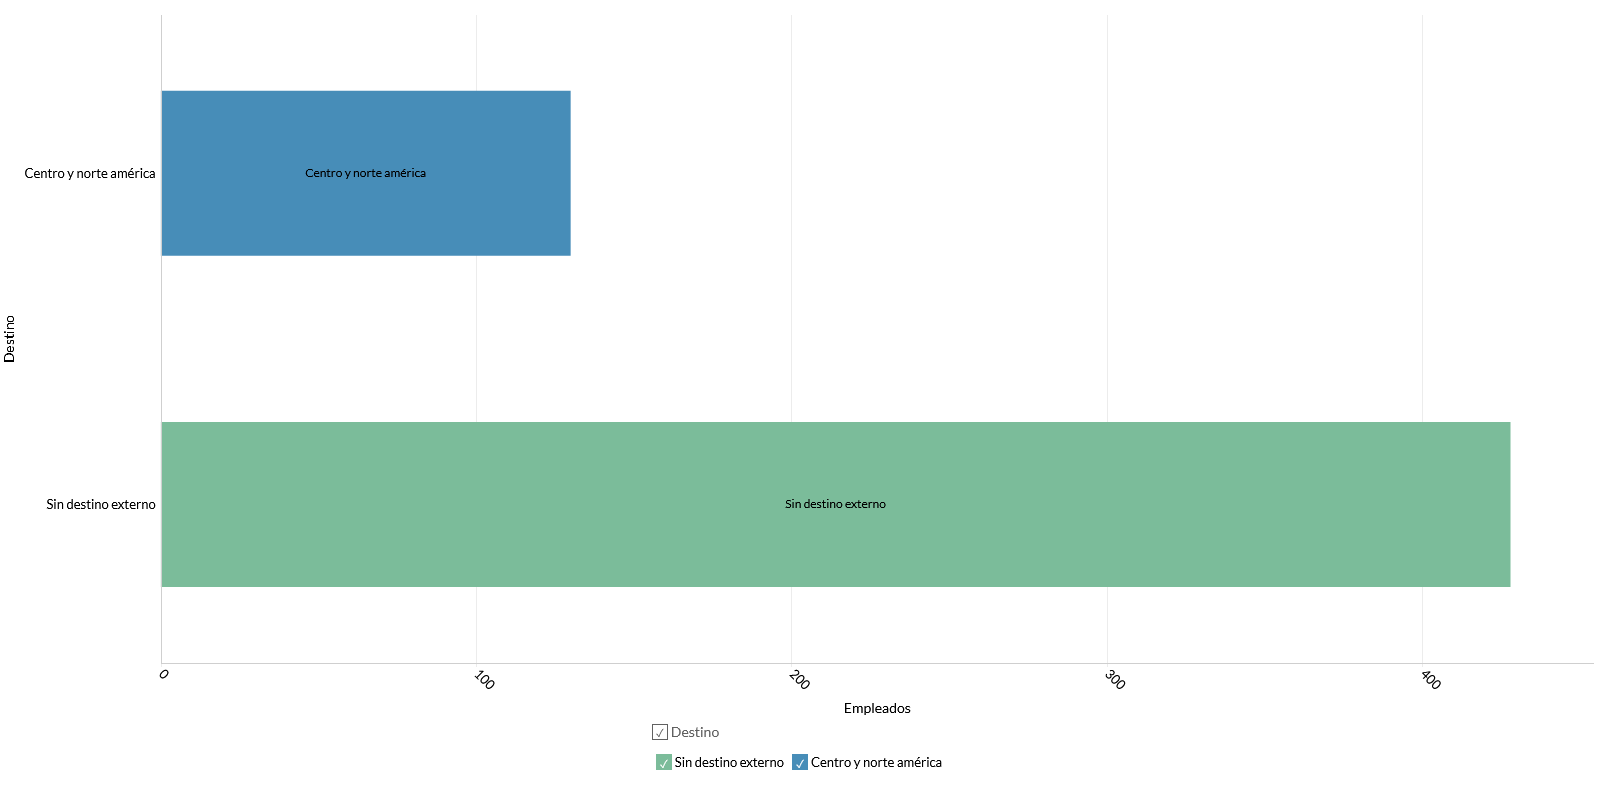 Centro y norte américa
Centro y norte américa
Destino
Sin destino externo
Sin destino externo
0
100
200
300
400
Empleados
Destino
Sin destino externo
Centro y norte américa